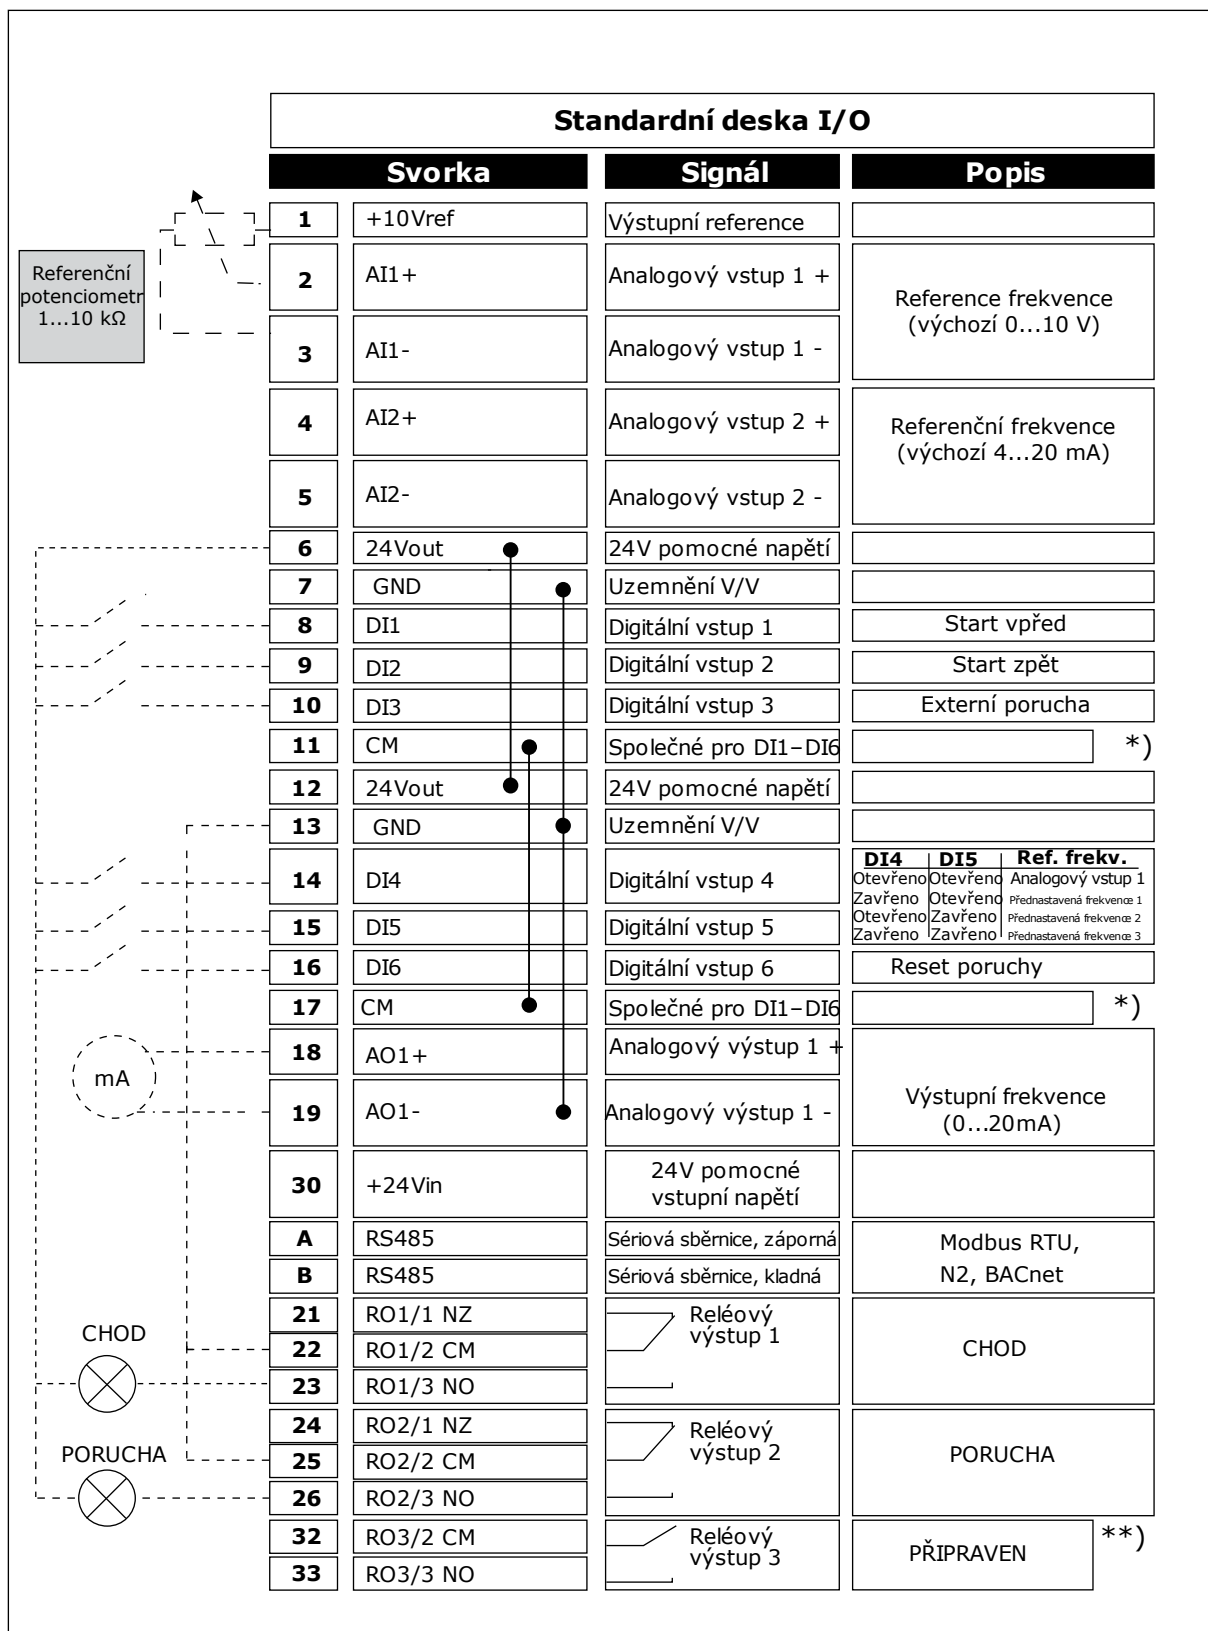 Standardní deska I/O
Svorka Signál Popis
1 +10Vref Výstupní reference
Referenční
potenciometr
1...10 kΩ
2 AI1+ Analogový vstup 1 +
Reference frekvence
(výchozí 0...10 V)
3 AI1- Analogový vstup 1 -
4 AI2+ Analogový vstup 2 +
Referenční frekvence
(výchozí 4...20 mA)
5 AI2- Analogový vstup 2 -
6 24Vout 24V pomocné napětí
7 GND Uzemnění V/V
8 DI1 Digitální vstup 1 Start vpřed
9 DI2 Digitální vstup 2 Start zpět
10 DI3 Digitální vstup 3 Externí porucha
11 CM Společné pro DI1–DI6 *)
12 24Vout 24V pomocné napětí
13 GND Uzemnění V/V
14 DI4 Digitální vstup 4
DI4 DI5 Ref. frekv.
Otevřeno Otevřeno Analogový vstup 1
Zavřeno Otevřeno Přednastavená frekvence 1
Otevřeno Zavřeno Přednastavená frekvence 2
Zavřeno Zavřeno Přednastavená frekvence 3
15 DI5 Digitální vstup 5
16 DI6 Digitální vstup 6 Reset poruchy
17 CM Společné pro DI1–DI6 *)
18 AO1+ Analogový výstup 1 +
mA
19 AO1- Analogový výstup 1 -
Výstupní frekvence
(0...20mA)
30 +24Vin 24V pomocné
vstupní napětí
A RS485 Sériová sběrnice, záporná
B RS485 Sériová sběrnice, kladná
Modbus RTU,
N2, BACnet
21 RO1/1 NZ Reléový
výstup 1
CHOD
22 RO1/2 CM CHOD
23 RO1/3 NO
24 RO2/1 NZ Reléový
výstup 2
PORUCHA
25 RO2/2 CM PORUCHA
26 RO2/3 NO
32 RO3/2 CM Reléový
výstup 3
PŘIPRAVEN **)
33 RO3/3 NO